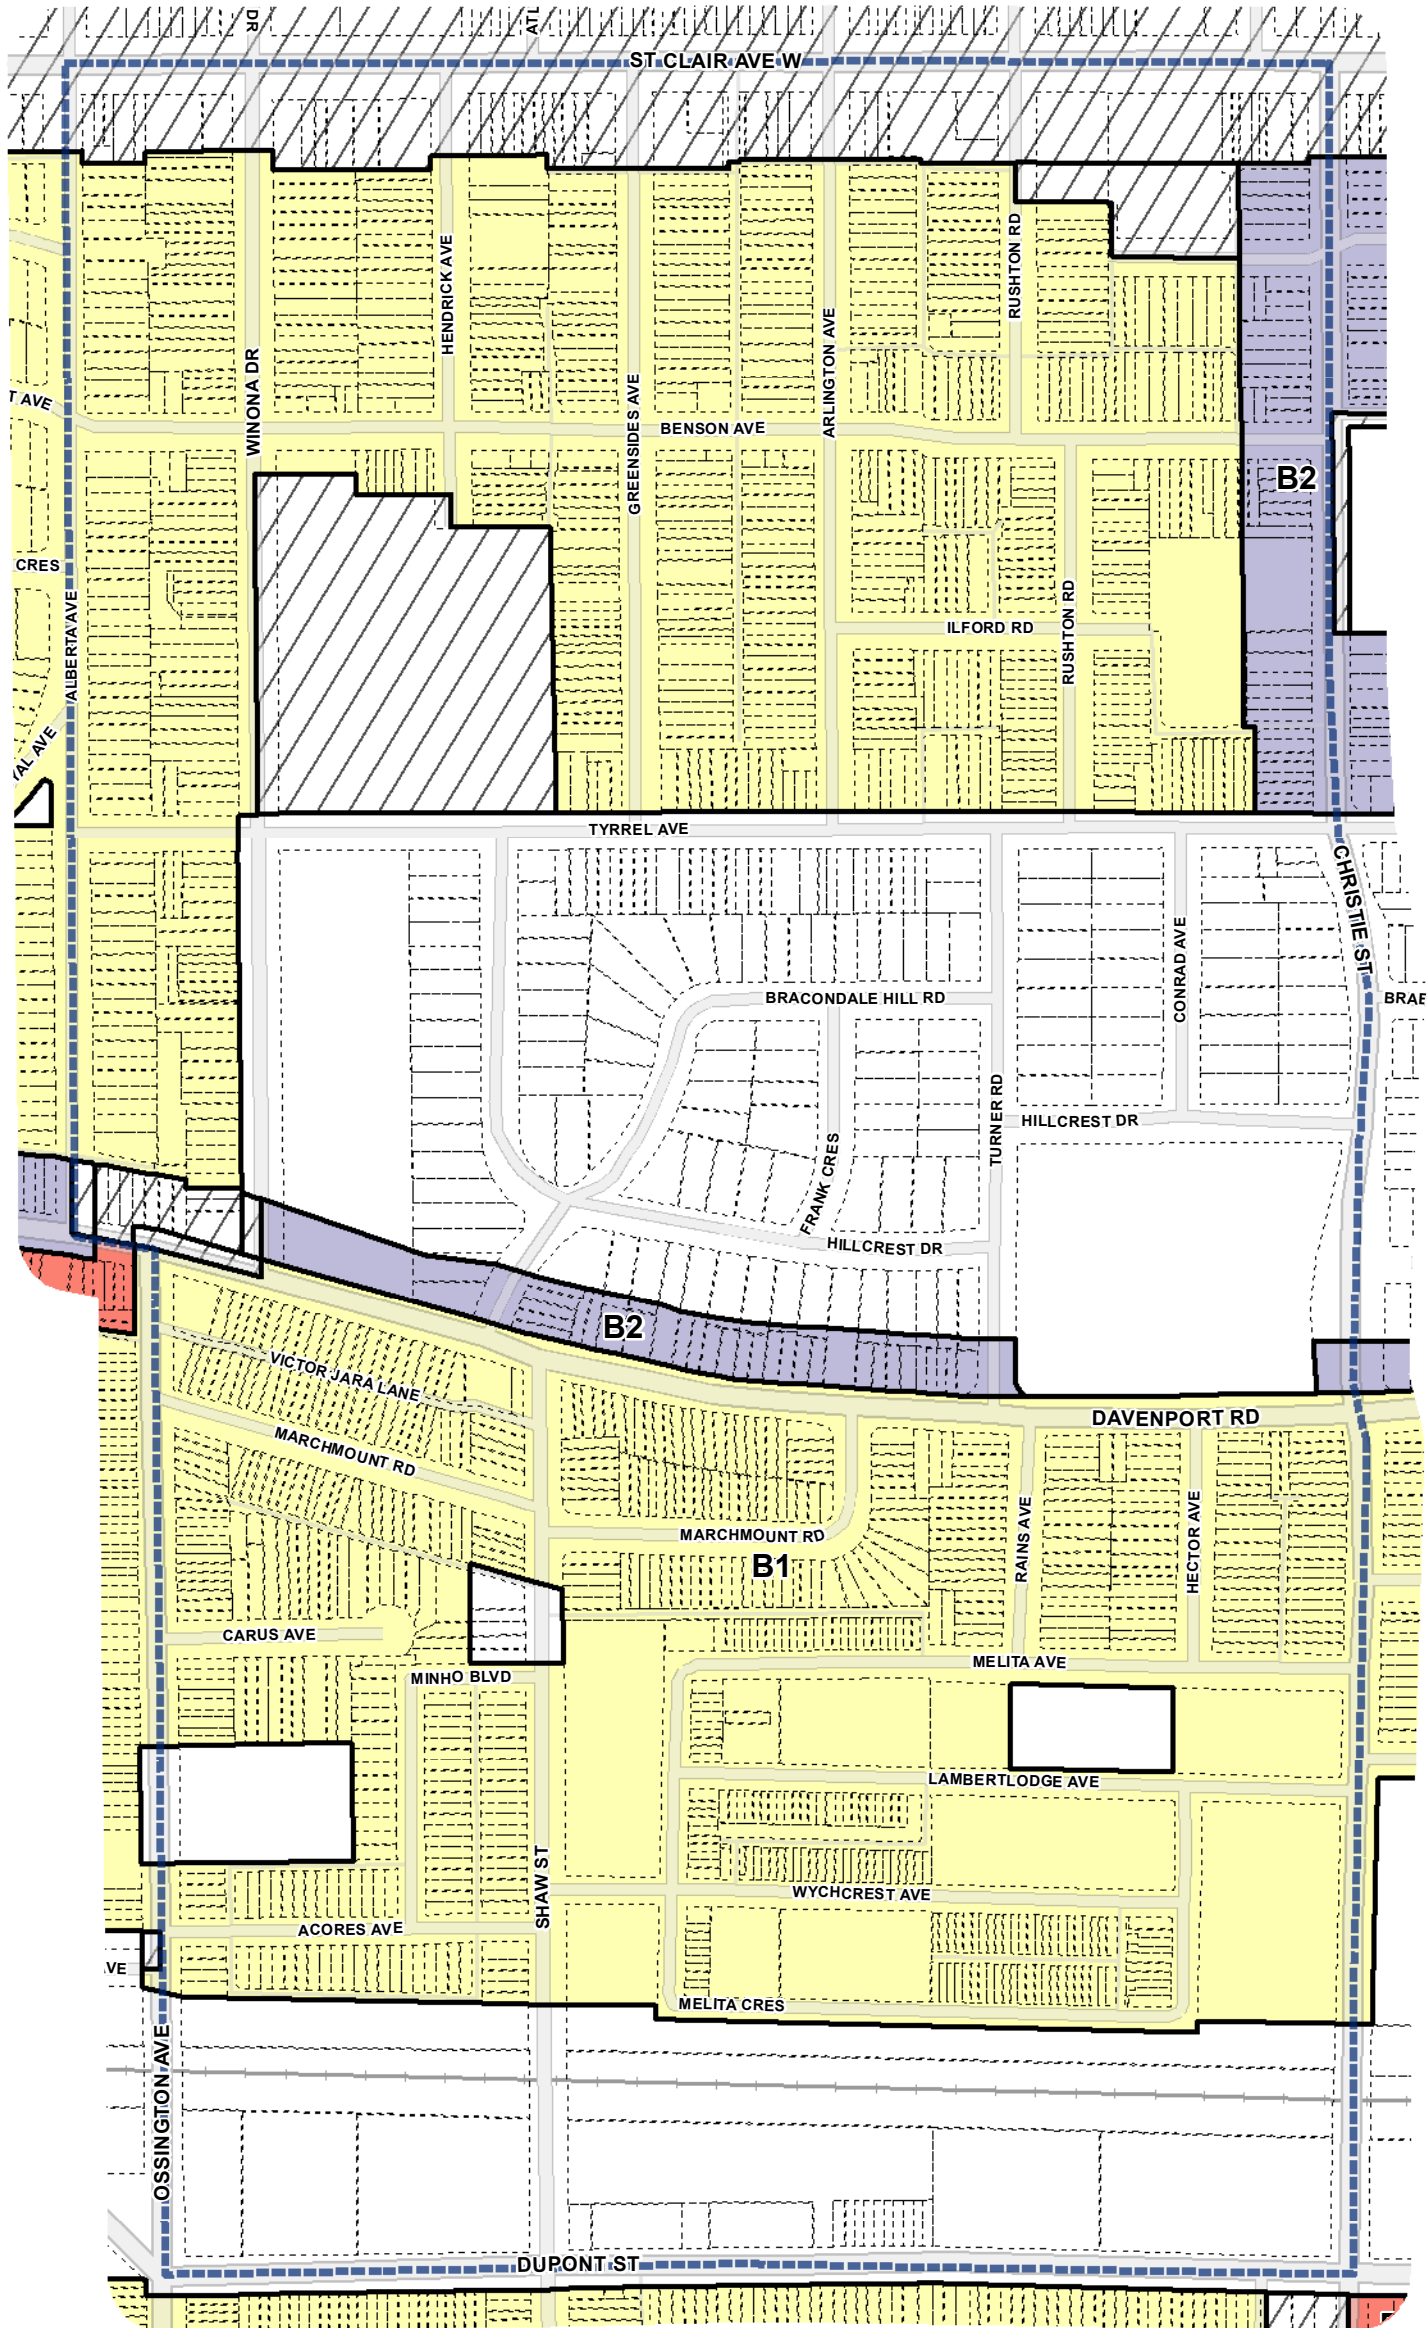 DR
ATL
ST CLAIR AVE W
HENDRICK AVE
RUSHTON RD
WINONA DR
ARLINGTON AVE
GREENSIDES AVE
T AVE
BENSON AVE
B2
CRES
ALBERTA AVE
RUSHTON RD
ILFORD RD
YAL AVE
TYRREL AVE
CHRISTIE ST
CONRAD AVE
BRACONDALE HILL RD
BRAE
TURNER RD
HILLCREST DR
FRANK CRES
HILLCREST DR
B2
VICTOR JARA LANE
DAVENPORT RD
MARCHMOUNT RD
MARCHMOUNT RD
RAINS AVE
HECTOR AVE
B1
CARUS AVE
MELITA AVE
MINHO BLVD
LAMBERTLODGE AVE
SHAW ST
WYCHCREST AVE
ACORES AVE
VE
MELITA CRES
OSSINGTON AVE
DUPONT ST